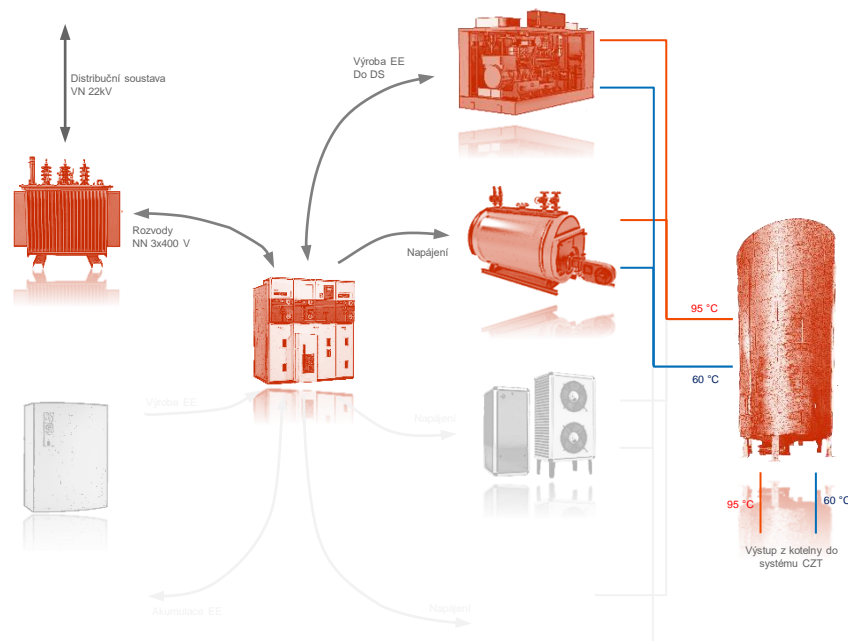 Výroba EE
Do DS
Distribuční soustava
VN 22kV
Rozvody
NN 3x400 V
Napájení
95 °C
60 °C
Výroba EE
Napájení
95 °C
60 °C
Výstup z kotelny do
systému CZT
Akumulace EE
Napájení